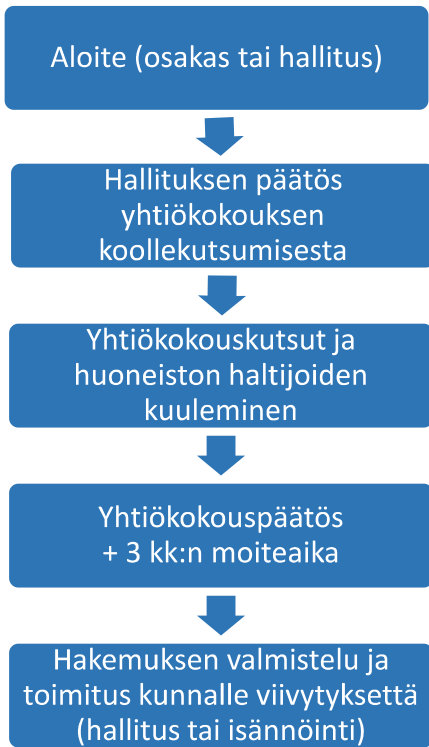 Aloite (osakas tai hallitus)
Hallituksen päätös
yhtiökokouksen
koollekutsumisesta
Yhtiökokouskutsut ja
huoneiston haltijoiden
kuuleminen
Yhtiökokouspäätös
+ 3 kk:n moiteaika
Hakemuksen valmistelu ja
toimitus kunnalle viivytyksettä
(hallitus tai isännöinti)